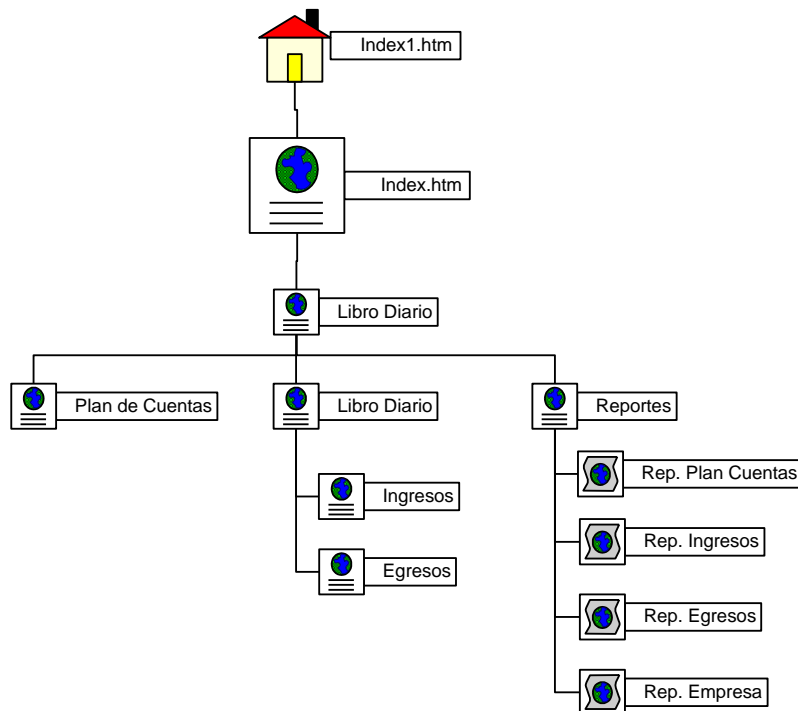 Index1.htm
Index.htm
Libro Diario
Plan de Cuentas
Libro Diario
Reportes
Rep. Plan Cuentas
Ingresos
Rep. Ingresos
Egresos
Rep. Egresos
Rep. Empresa